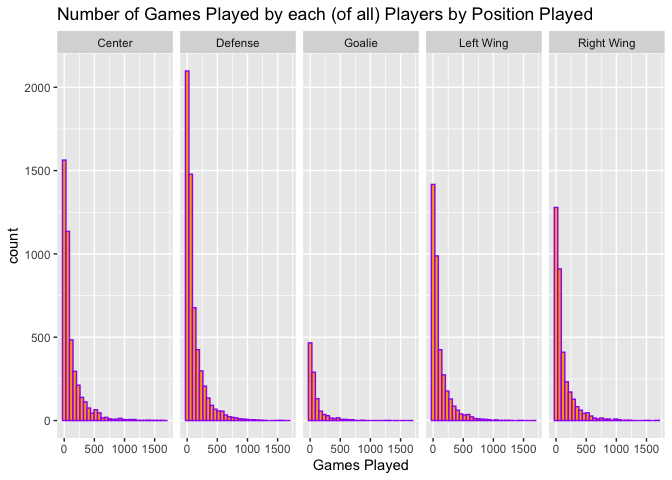 Number of Games Played by each (of all) Players by Position Played
Center Defense Goalie Left Wing Right Wing
2000
1500
1000
500
0
count
0 500 1000 1500 0 500 1000 1500 0 500 1000 1500 0 500 1000 1500 0 500 1000 1500
Games Played